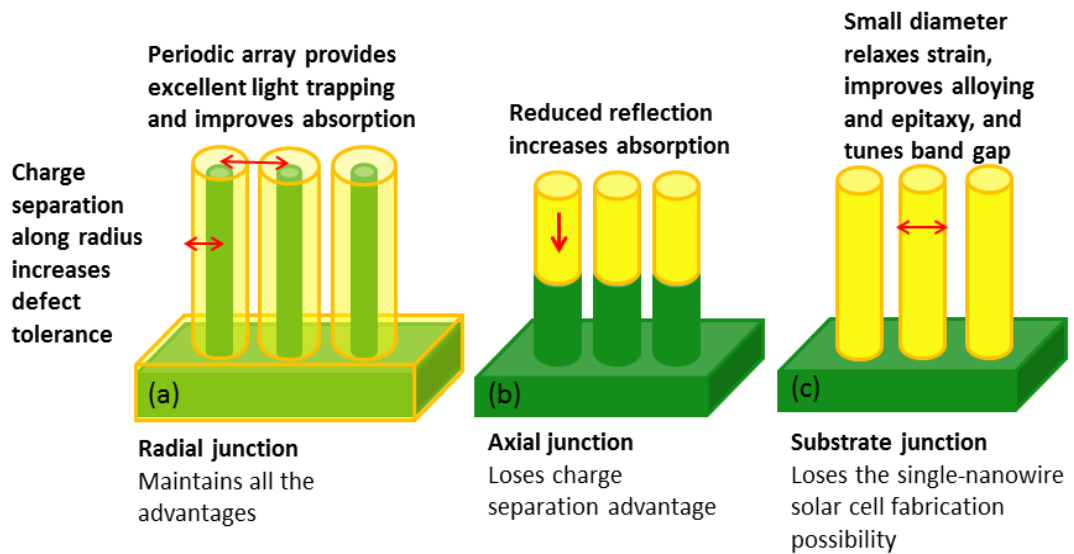 Periodic array provides
excellent light trapping
and improves absorption
Charge
separation
along radius
increases
defect
tolerance
(a)
Radial junction
Maintains all the
advantages
Reduced reflection
increases absorption
(b)
Axial junction
Loses charge
separation advantage
Small diameter
relaxes strain,
improves alloying
and epitaxy, and
tunes band gap
(c)
Substrate junction
Loses the single-nanowire
solar cell fabrication
possibility